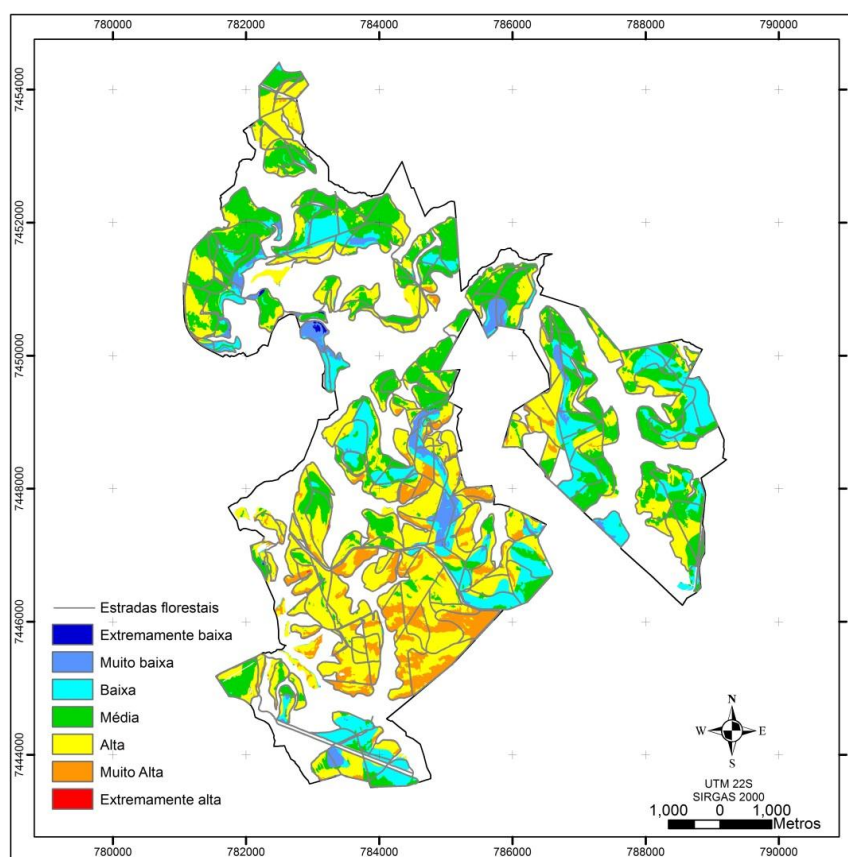 780000 782000 784000 786000 788000 790000
7454000
7452000
7450000
7448000
7446000
7444000
Estradas florestais
Extremamente baixa
Muito baixa
Baixa
Média
Alta
Muito Alta
Extremamente alta
N
W E
S
UTM 22S
SIRGAS 2000
1,000 0 1,000
Metros
780000 782000 784000 786000 788000 790000